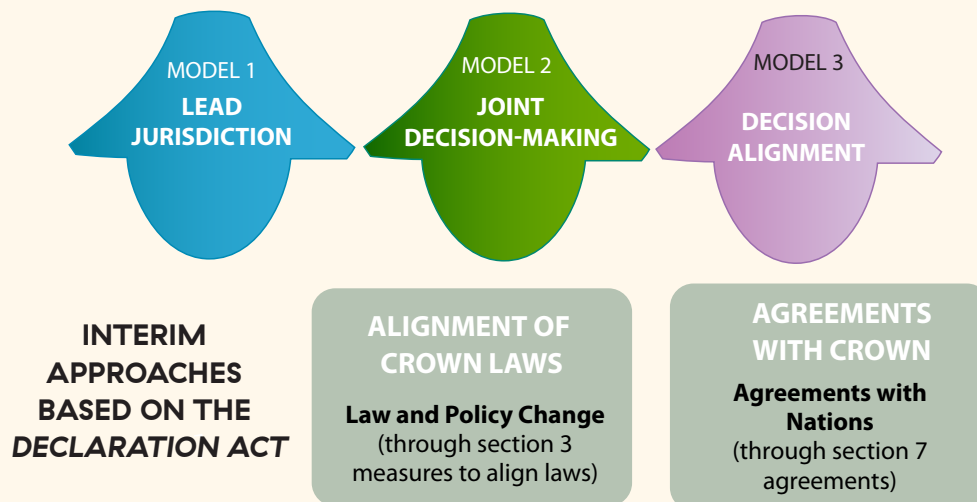 MODEL 1
LEAD
JURISDICTION
MODEL 2
JOINT
DECISION-MAKING
MODEL 3
DECISION
ALIGNMENT
INTERIM
APPROACHES
BASED ON THE
DECLARATION ACT
ALIGNMENT OF
CROWN LAWS
Law and Policy Change
(through section 3
measures to align laws)
AGREEMENTS
WITH CROWN
Agreements with
Nations
(through section 7
agreements)